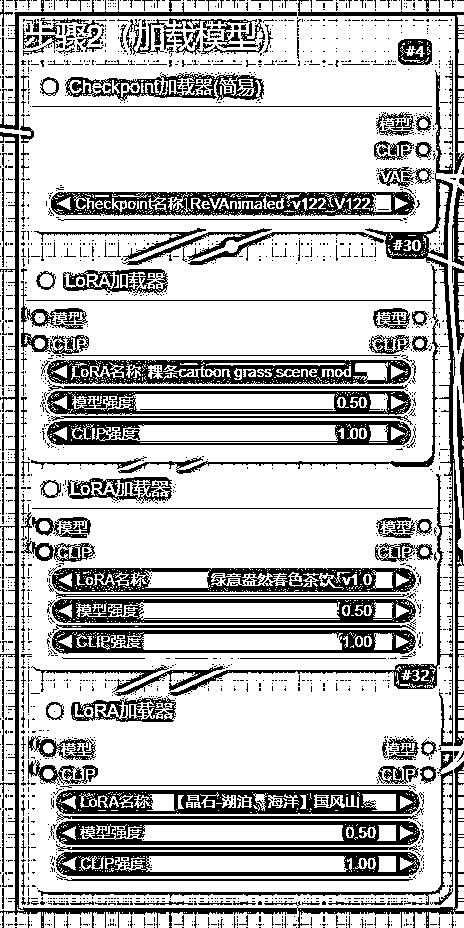 步骤2（加载模型）
#4
Checkpoint加载器(简易)
模型
CLIP
VAE
Checkpoint名称 ReVAnimated_v122_V122
#30
LoRA加载器
模型 模型
CLIP CLIP
LoRA名称 粿条cartoon grass scene mod...
模型强度 0.50
CLIP强度 1.00
LoRA加载器
模型 模型
CLIP CLIP
LoRA名称 绿意盎然春色茶饮_v1.0
模型强度 0.50
CLIP强度 1.00
#32
LoRA加载器
模型 模型
CLIP CLIP
LoRA名称 【晶石-湖泊、海洋】国风山...
模型强度 0.50
CLIP强度 1.00